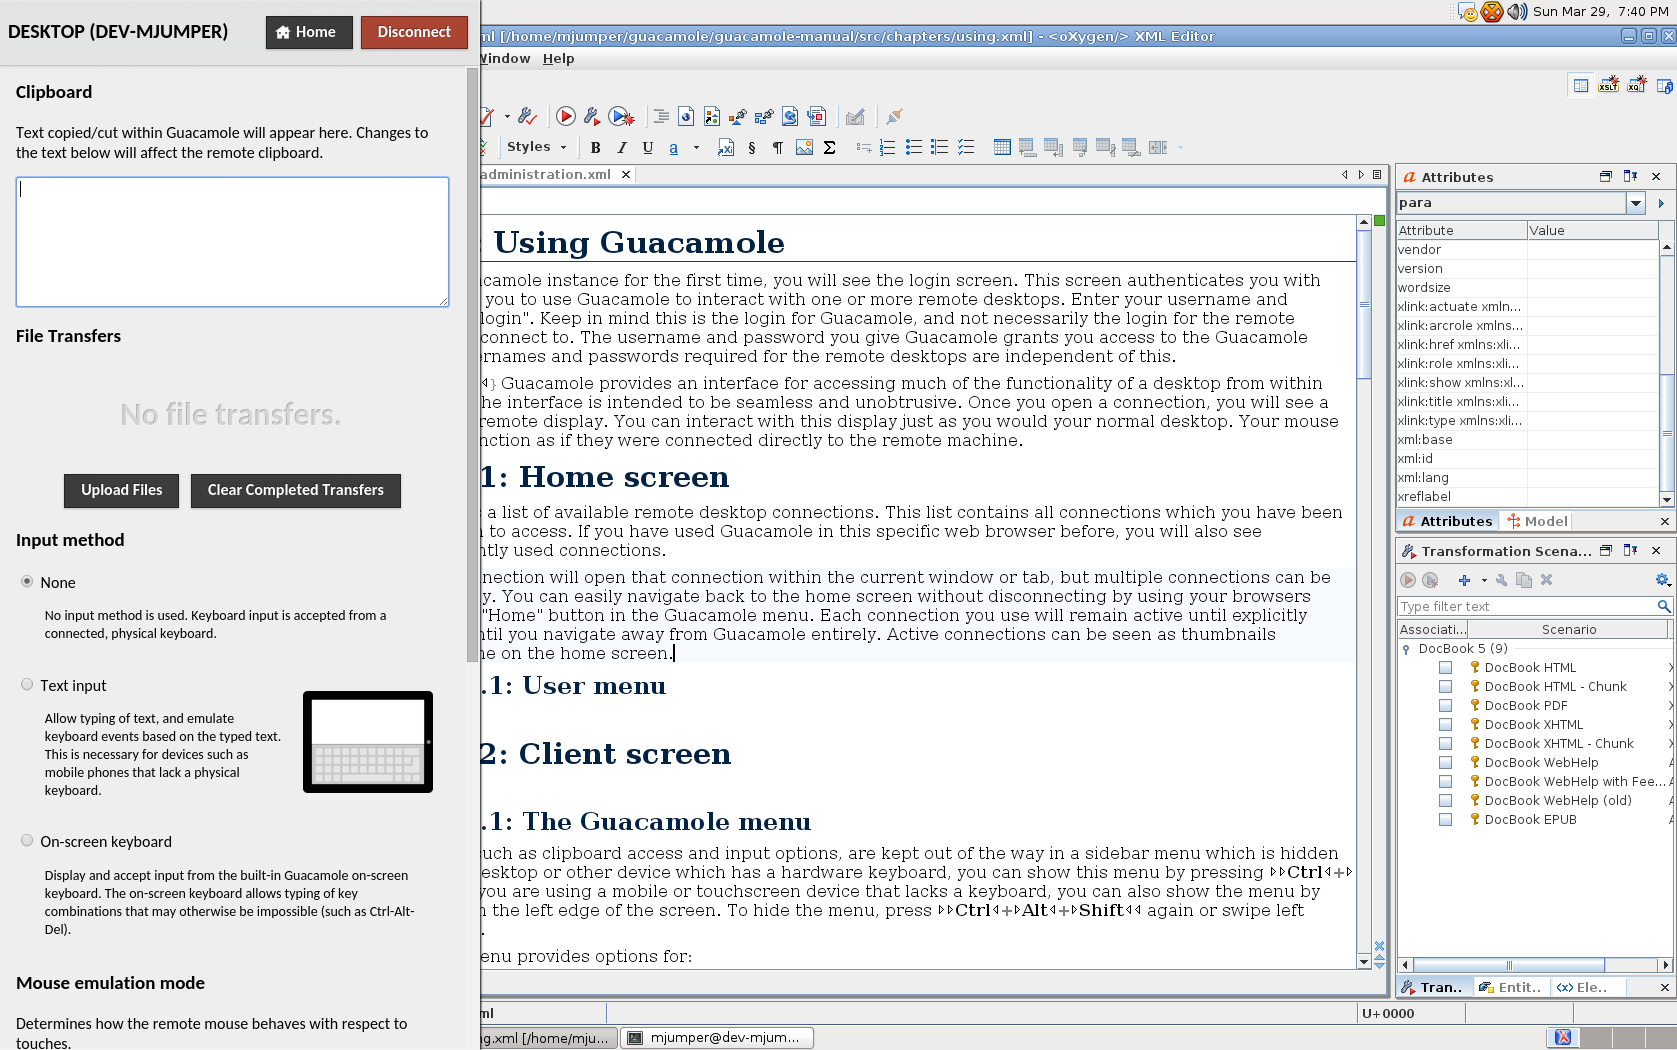 DESKTOP (DEV-MJUMPER)
Home
Disconnect
Clipboard
Text copied/cut within Guacamole will appear here. Changes to
the text below will affect the remote clipboard.
File Transfers
No file transfers.
Upload Files
Clear Completed Transfers
Input method
None
No input method is used. Keyboard input is accepted from a
connected, physical keyboard.
Text input
Allow typing of text, and emulate
keyboard events based on the typed text.
This is necessary for devices such as
mobile phones that lack a physical
keyboard.
On-screen keyboard
Display and accept input from the built-in Guacamole on-screen
keyboard. The on-screen keyboard allows typing of key
combinations that may otherwise be impossible (such as Ctrl-Alt-
Del).
Mouse emulation mode
Determines how the remote mouse behaves with respect to
touches.
Sun Mar 29, 7:40 PM
ml [/home/mjumper/guacamole/guacamole-manual/src/chapters/using.xml] - <oXygen/> XML Editor
Window Help
Styles
administration.xml
: Using Guacamole
camole instance for the first time, you will see the login screen. This screen authenticates you with
you to use Guacamole to interact with one or more remote desktops. Enter your username and
login". Keep in mind this is the login for Guacamole, and not necessarily the login for the remote
connect to. The username and password you give Guacamole grants you access to the Guacamole
rnames and passwords required for the remote desktops are independent of this.
Guacamole provides an interface for accessing much of the functionality of a desktop from within
he interface is intended to be seamless and unobtrusive. Once you open a connection, you will see a
remote display. You can interact with this display just as you would your normal desktop. Your mouse
nction as if they were connected directly to the remote machine.
1: Home screen
s a list of available remote desktop connections. This list contains all connections which you have been
n to access. If you have used Guacamole in this specific web browser before, you will also see
ntly used connections.
nection will open that connection within the current window or tab, but multiple connections can be
y. You can easily navigate back to the home screen without disconnecting by using your browsers
"Home" button in the Guacamole menu. Each connection you use will remain active until explicitly
ntil you navigate away from Guacamole entirely. Active connections can be seen as thumbnails
ne on the home screen.
.1: User menu
2: Client screen
.1: The Guacamole menu
such as clipboard access and input options, are kept out of the way in a sidebar menu which is hidden
esktop or other device which has a hardware keyboard, you can show this menu by pressing Ctrl+
you are using a mobile or touchscreen device that lacks a keyboard, you can also show the menu by
n the left edge of the screen. To hide the menu, press Ctrl+Alt+Shift again or swipe left
.
enu provides options for:
Attributes
para
Attribute Value
vendor
version
wordsize
xlink:actuate xmln...
xlink:arcrole xmlns...
xlink:href xmlns:xli...
xlink:role xmlns:xli...
xlink:show xmlns:x...
xlink:title xmlns:xli...
xlink:type xmlns:xli...
xml:base
xml:id
xml:lang
xreflabel
Attributes Model
Transformation Scena...
Type filter text
Associati... Scenario
DocBook 5 (9)
DocBook HTML
DocBook HTML - Chunk
DocBook PDF
DocBook XHTML
DocBook XHTML - Chunk
DocBook WebHelp
DocBook WebHelp with Fee...
DocBook WebHelp (old)
DocBook EPUB
Tran.. Entit.. Ele..
ml
U+0000
ng.xml [/home/mju...
mjumper@dev-mjum...